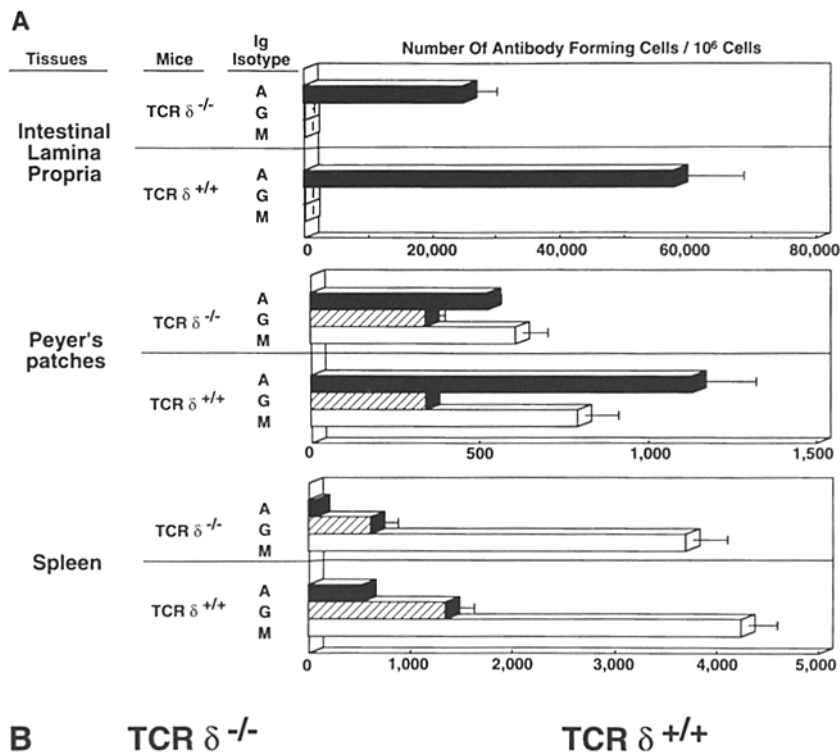 A
Tissues Mice Ig Isotype Number Of Antibody Forming Cells / 10⁶ Cells
Intestinal Lamina Propria
TCR δ -/-
A
G
M
TCR δ +/+
A
G
M
0 20,000 40,000 60,000 80,000
Peyer's patches
TCR δ -/-
A
G
M
TCR δ +/+
A
G
M
0 500 1,000 1,500
Spleen
TCR δ -/-
A
G
M
TCR δ +/+
A
G
M
0 1,000 2,000 3,000 4,000 5,000
B TCR δ -/- TCR δ +/+